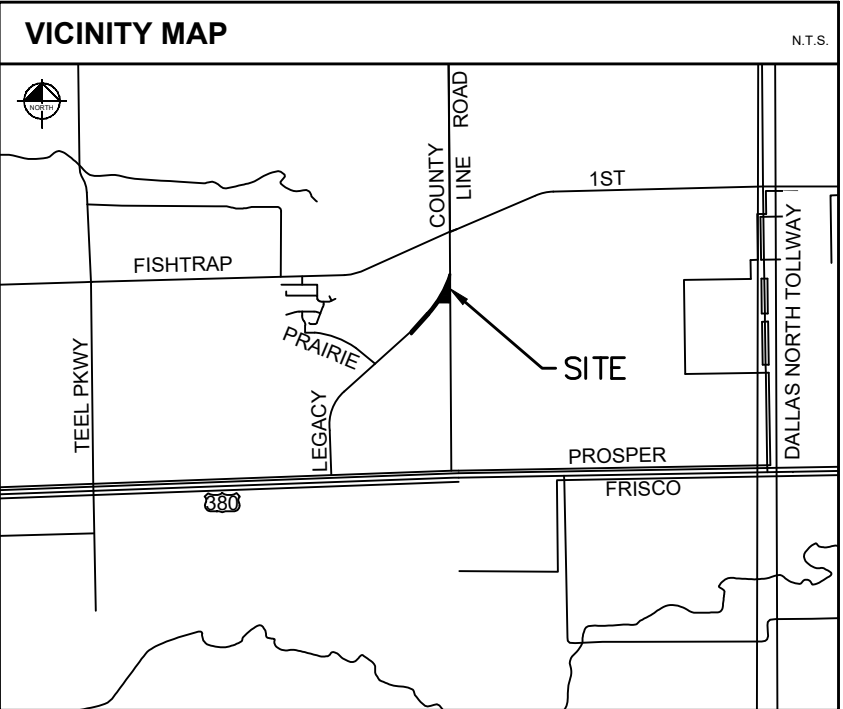 VICINITY MAP
N.T.S.
NORTH
COUNTY
LINE ROAD
1ST
FISHTRAP
PRAIRIE
SITE
TEEL PKWY
LEGACY
DALLAS NORTH TOLLWAY
PROSPER
FRISCO
380